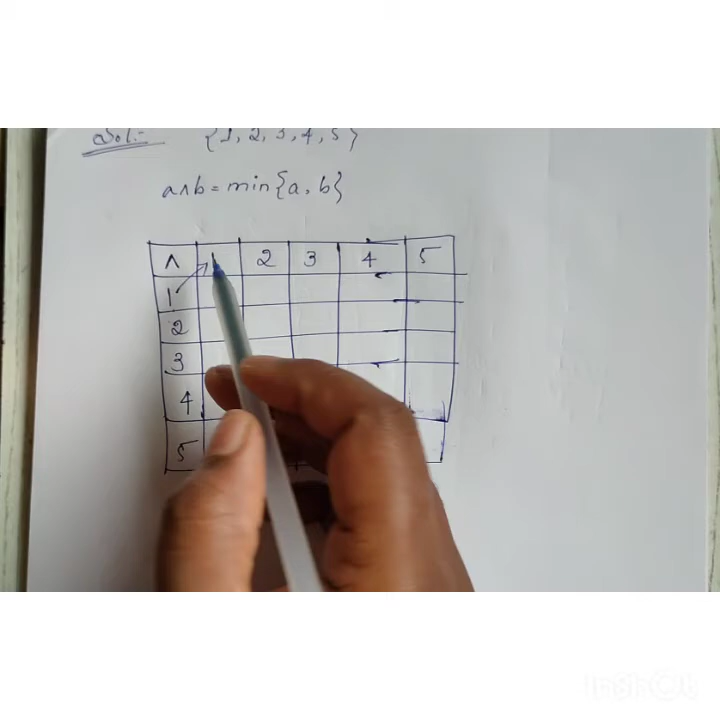 Sol:- {1, 2, 3, 4, 5}
a∧b = min{a, b}
∧ 1 2 3 4 5
1
2
3
4
5